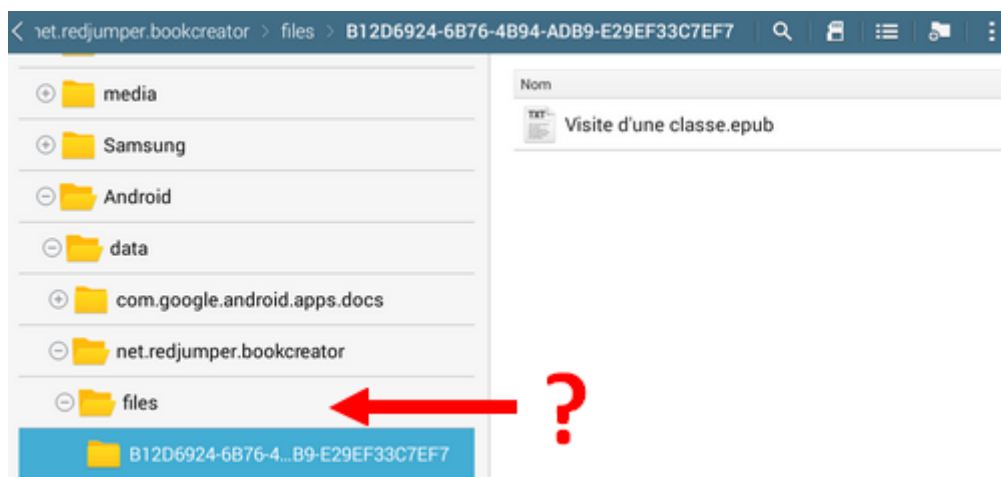 net.redjumper.bookcreator > files > B12D6924-6B76-4B94-ADB9-E29EF33C7EF7
media
Samsung
Android
data
com.google.android.apps.docs
net.redjumper.bookcreator
files
B12D6924-6B76-4...B9-E29EF33C7EF7
Nom
TXT
Visite d'une classe.epub
?